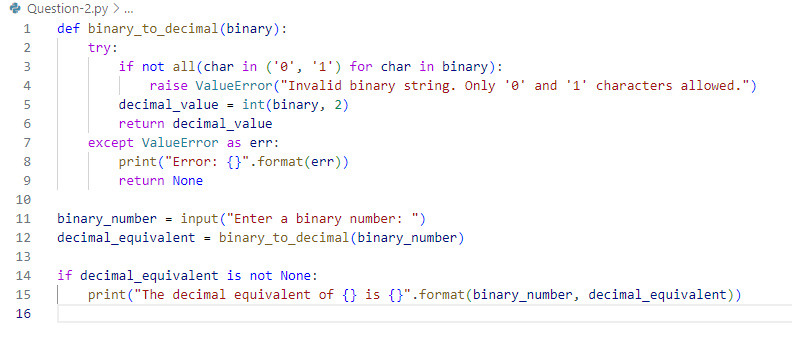 Question-2.py > ...
1 def binary_to_decimal(binary):
2     try:
3         if not all(char in ('0', '1') for char in binary):
4             raise ValueError("Invalid binary string. Only '0' and '1' characters allowed.")
5         decimal_value = int(binary, 2)
6         return decimal_value
7     except ValueError as err:
8         print("Error: {}".format(err))
9         return None
10
11 binary_number = input("Enter a binary number: ")
12 decimal_equivalent = binary_to_decimal(binary_number)
13
14 if decimal_equivalent is not None:
15     print("The decimal equivalent of {} is {}".format(binary_number, decimal_equivalent))
16